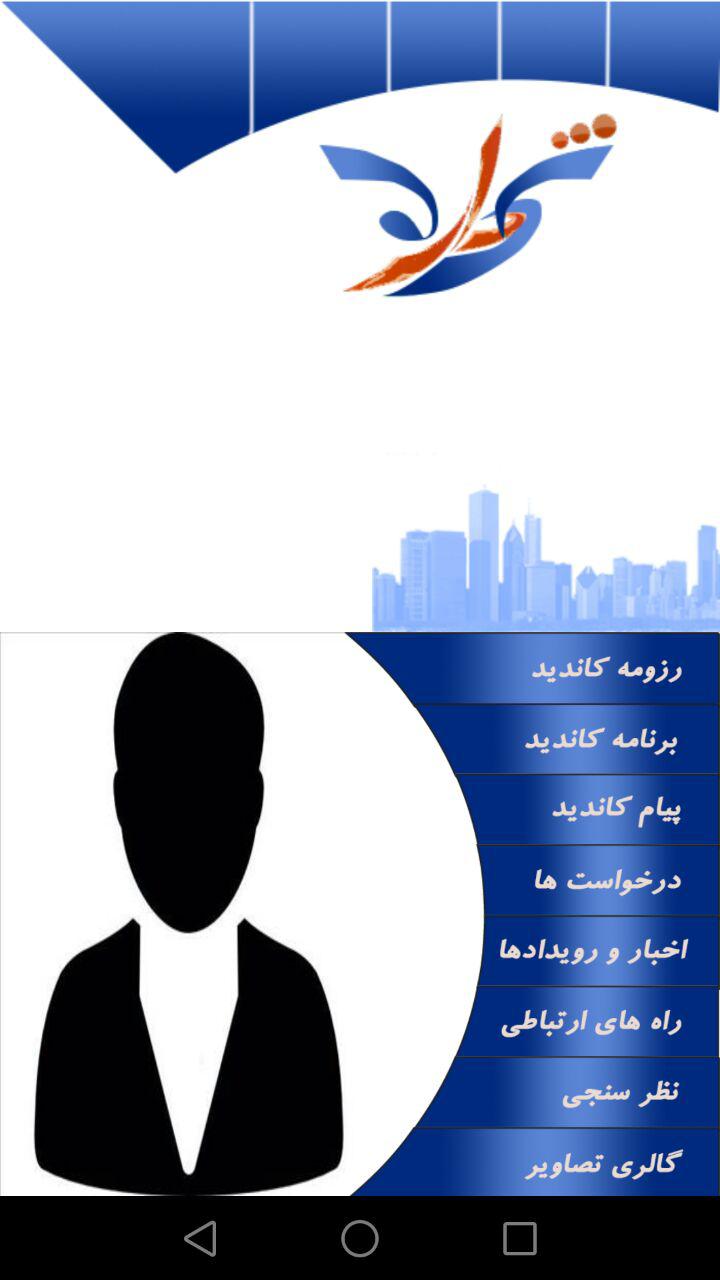 رزومه کاندید
برنامه کاندید
پیام کاندید
درخواست ها
اخبار و رویدادها
راه های ارتباطی
نظر سنجی
گالری تصاویر